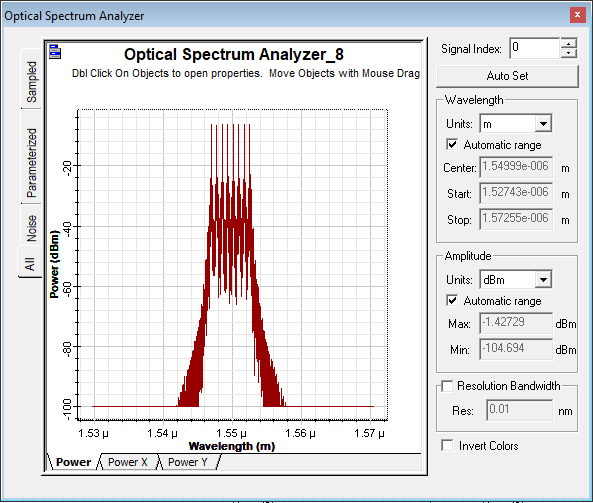 Optical Spectrum Analyzer
Optical Spectrum Analyzer_8
Dbl Click On Objects to open properties.  Move Objects with Mouse Drag
Sampled
Parameterized
Noise
All
Power (dBm)
-20
-40
-60
-80
-100
1.53 µ
1.54 µ
1.55 µ
1.56 µ
1.57 µ
Wavelength (m)
Power
Power X
Power Y
Signal Index:
0
Auto Set
Wavelength
Units:
m
Automatic range
Center:
1.54999e-006
m
Start:
1.52743e-006
m
Stop:
1.57255e-006
m
Amplitude
Units:
dBm
Automatic range
Max:
-1.42729
dBm
Min:
-104.694
dBm
Resolution Bandwidth
Res:
0.01
nm
Invert Colors